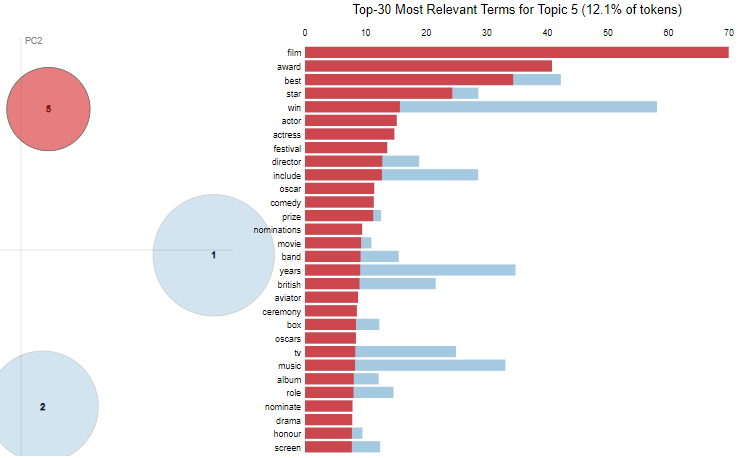 Top-30 Most Relevant Terms for Topic 5 (12.1% of tokens)
PC2
0 10 20 30 40 50 60 70
film
award
best
star
win
actor
actress
festival
director
include
oscar
comedy
prize
nominations
movie
band
years
british
aviator
ceremony
box
oscars
tv
music
album
role
nominate
drama
honour
screen
5
1
2